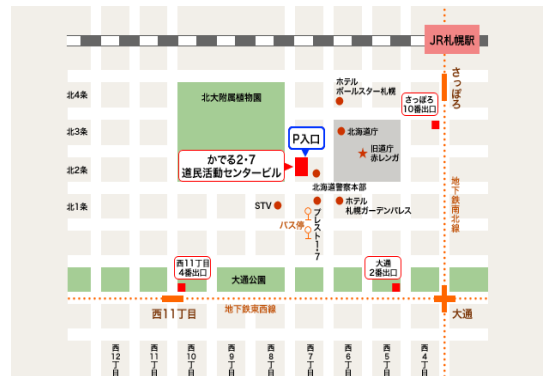 JR札幌駅
さっぽろ
北4条
北大附属植物園
ホテル
ポールスター札幌
さっぽろ
10番出口
北3条
P入口
北海道庁
旧道庁
赤レンガ
かでる2・7
道民活動センタービル
北2条
北海道警察本部
地下鉄南北線
北1条
STV
バス停
プレスト1・7
ホテル
札幌ガーデンパレス
西11丁目
4番出口
大通公園
大通
2番出口
西11丁目
地下鉄東西線
大通
西12丁目
西11丁目
西10丁目
西9丁目
西8丁目
西7丁目
西6丁目
西5丁目
西4丁目